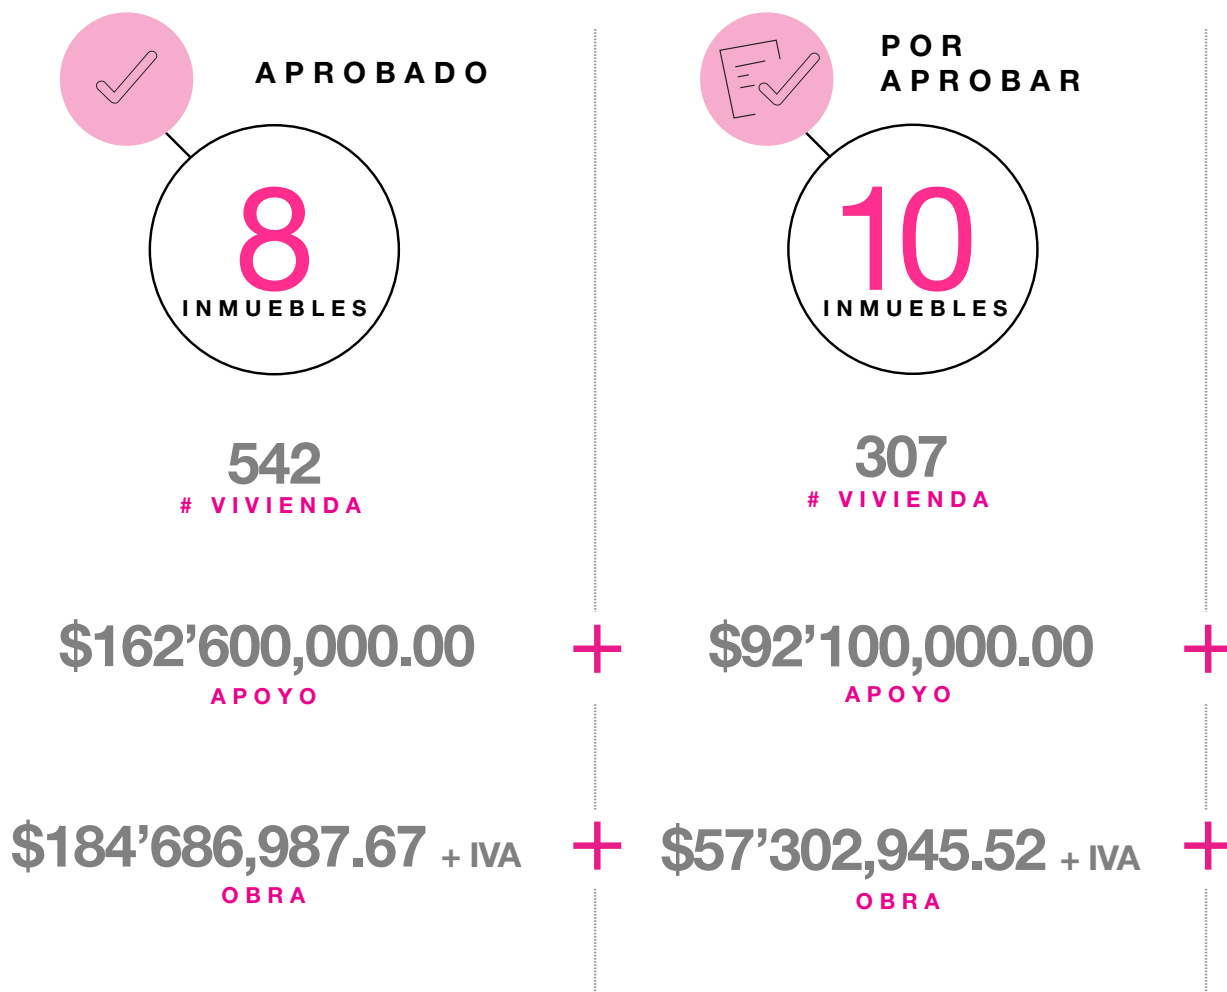 APROBADO
8
INMUEBLES
542
# VIVIENDA
$162’600,000.00
APOYO
$184’686,987.67 + IVA
OBRA
+
+
POR
APROBAR
10
INMUEBLES
307
# VIVIENDA
$92’100,000.00
APOYO
$57’302,945.52 + IVA
OBRA
+
+